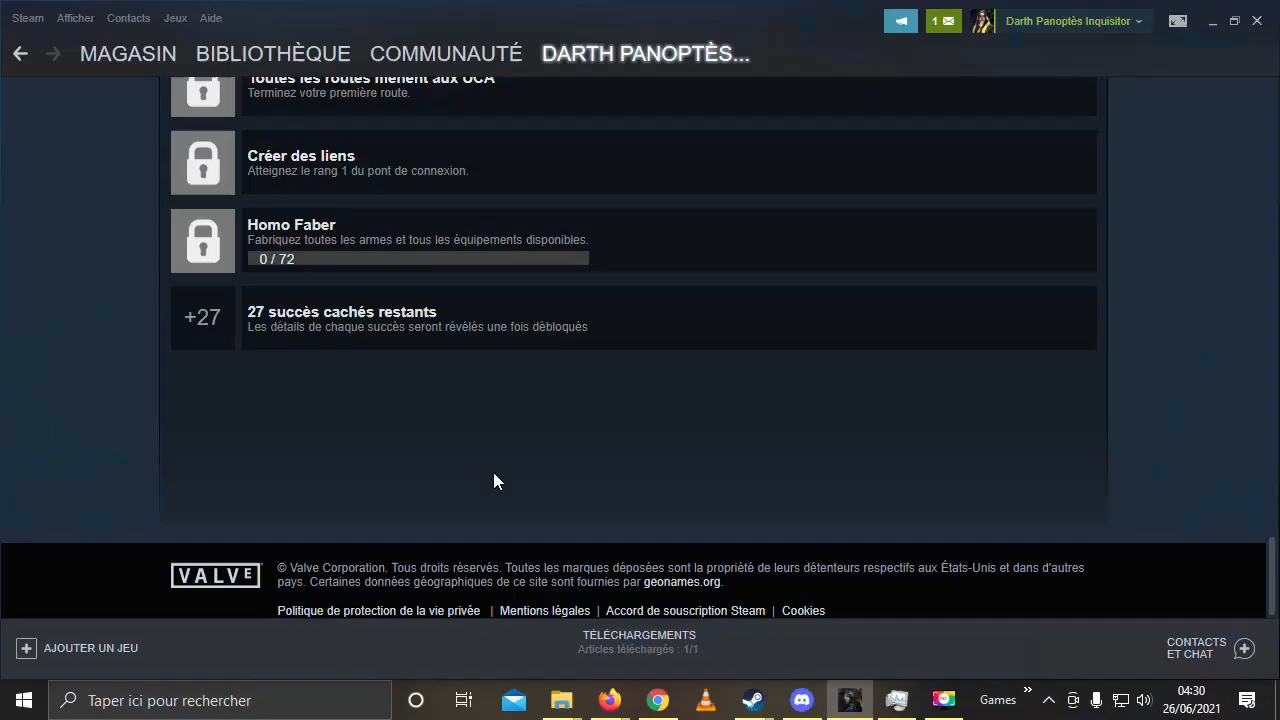 Steam Afficher Contacts Jeux Aide
1
Darth Panoptès Inquisitor
MAGASIN BIBLIOTHÈQUE COMMUNAUTÉ DARTH PANOPTÈS...
Toutes les routes mènent aux UCA
Terminez votre première route.
Créer des liens
Atteignez le rang 1 du pont de connexion.
Homo Faber
Fabriquez toutes les armes et tous les équipements disponibles.
0 / 72
+27
27 succès cachés restants
Les détails de chaque succès seront révélés une fois débloqués
VALVE
© Valve Corporation. Tous droits réservés. Toutes les marques déposées sont la propriété de leurs détenteurs respectifs aux États-Unis et dans d'autres
pays. Certaines données géographiques de ce site sont fournies par geonames.org.
Politique de protection de la vie privée | Mentions légales | Accord de souscription Steam | Cookies
AJOUTER UN JEU
TÉLÉCHARGEMENTS
Articles téléchargés : 1/1
CONTACTS
ET CHAT
Taper ici pour rechercher
Games
04:30
26/06/2021